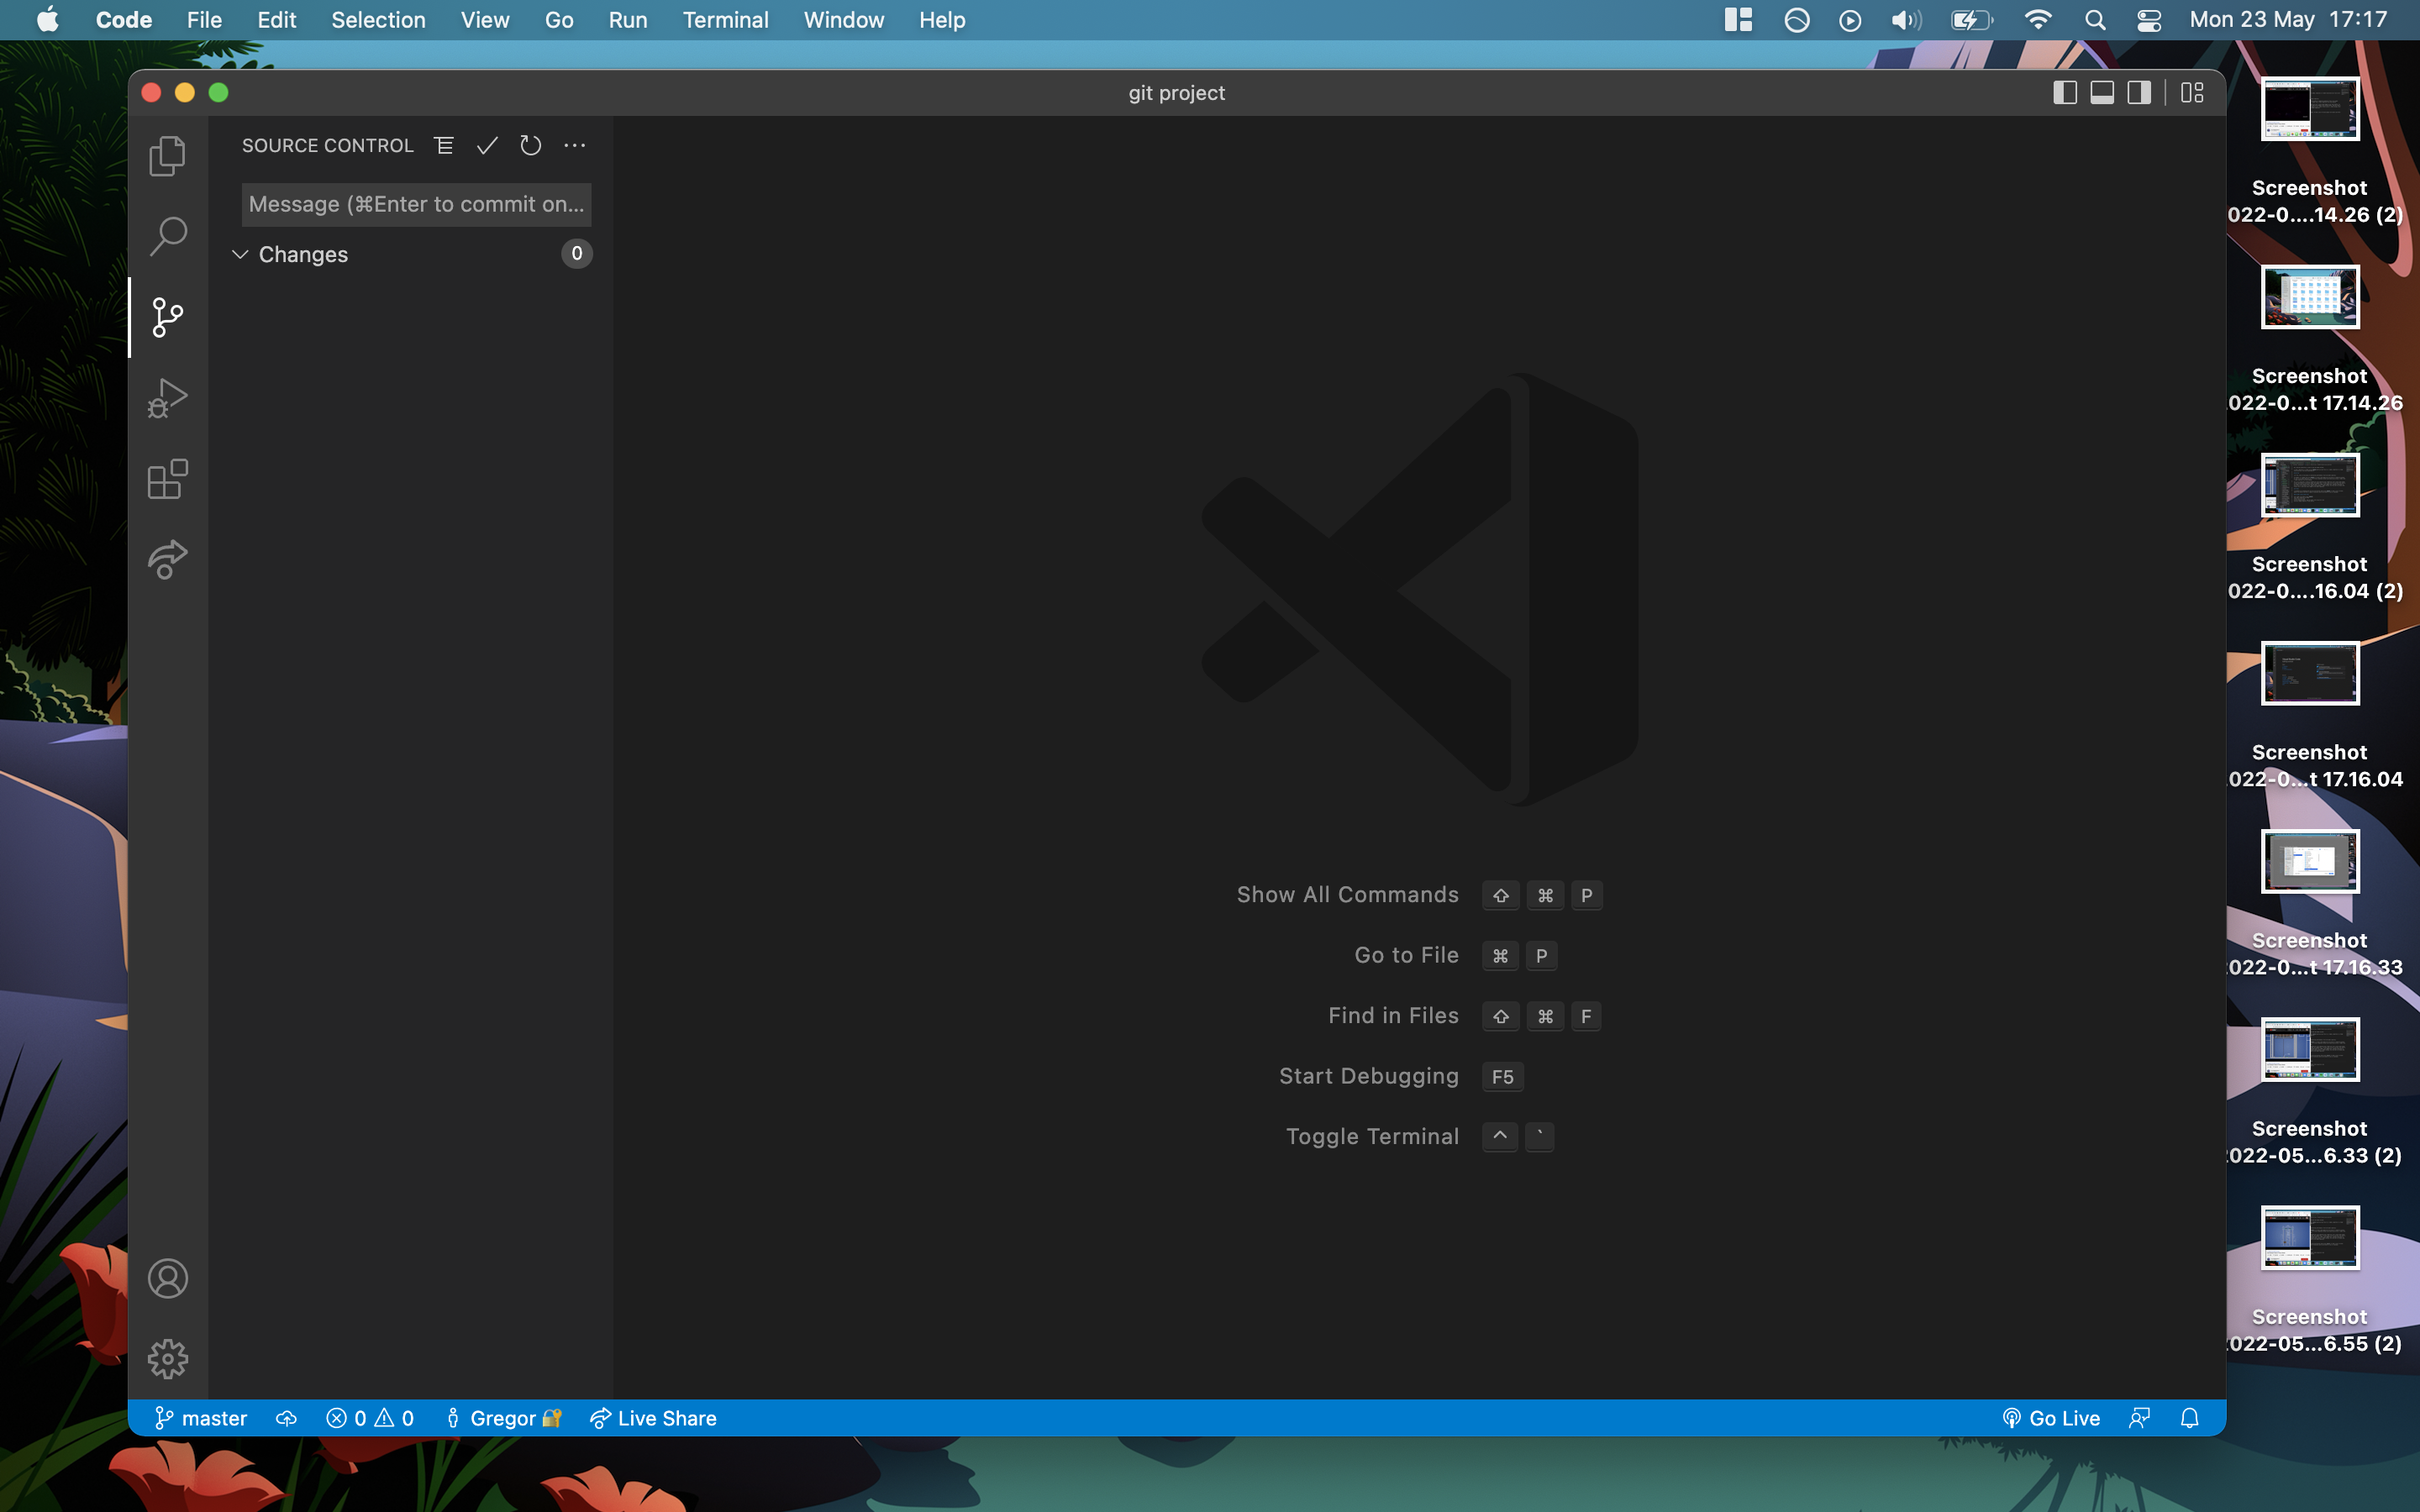 Code File Edit Selection View Go Run Terminal Window Help Mon 23 May 17:17
git project
SOURCE CONTROL
Message (⌘Enter to commit on...
Changes 0
Show All Commands ⇧ ⌘ P
Go to File ⌘ P
Find in Files ⇧ ⌘ F
Start Debugging F5
Toggle Terminal ^ `
master 0 0 Gregor 🔐 Live Share Go Live
Screenshot
022-0....14.26 (2)
Screenshot
022-0...t 17.14.26
Screenshot
022-0....16.04 (2)
Screenshot
022-0...t 17.16.04
Screenshot
022-0...t 17.16.33
Screenshot
022-05...6.33 (2)
Screenshot
022-05...6.55 (2)